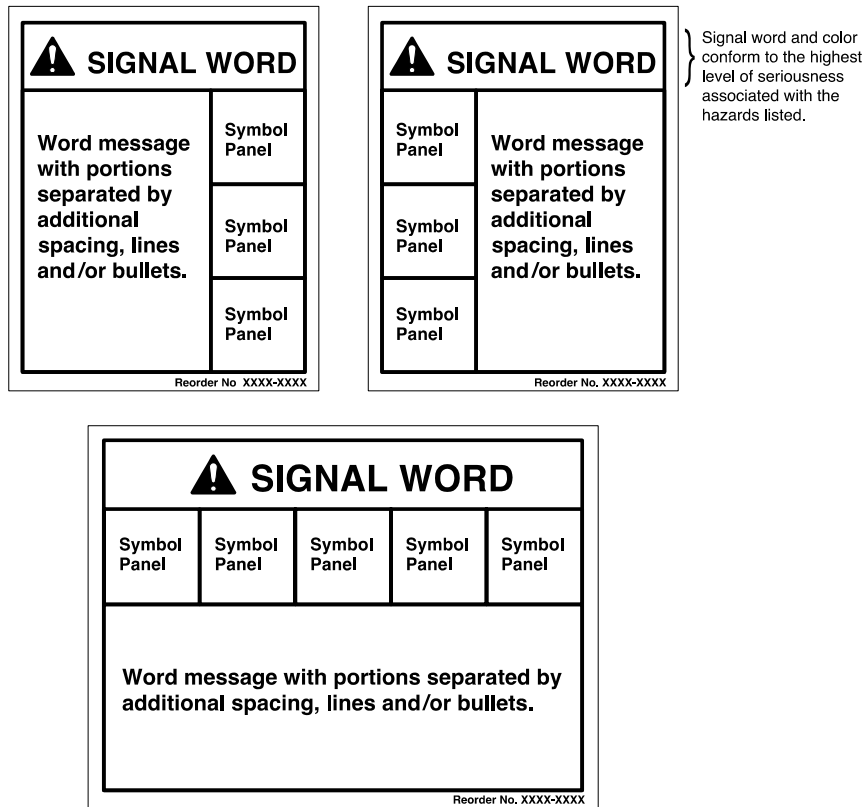 SIGNAL WORD
Word message
with portions
separated by
additional
spacing, lines
and/or bullets.
Symbol
Panel
Symbol
Panel
Symbol
Panel
Reorder No XXXX-XXXX
SIGNAL WORD
Symbol
Panel
Symbol
Panel
Symbol
Panel
Word message
with portions
separated by
additional
spacing, lines
and/or bullets.
Reorder No. XXXX-XXXX
Signal word and color
conform to the highest
level of seriousness
associated with the
hazards listed.
SIGNAL WORD
Symbol
Panel
Symbol
Panel
Symbol
Panel
Symbol
Panel
Symbol
Panel
Word message with portions separated by
additional spacing, lines and/or bullets.
Reorder No. XXXX-XXXX